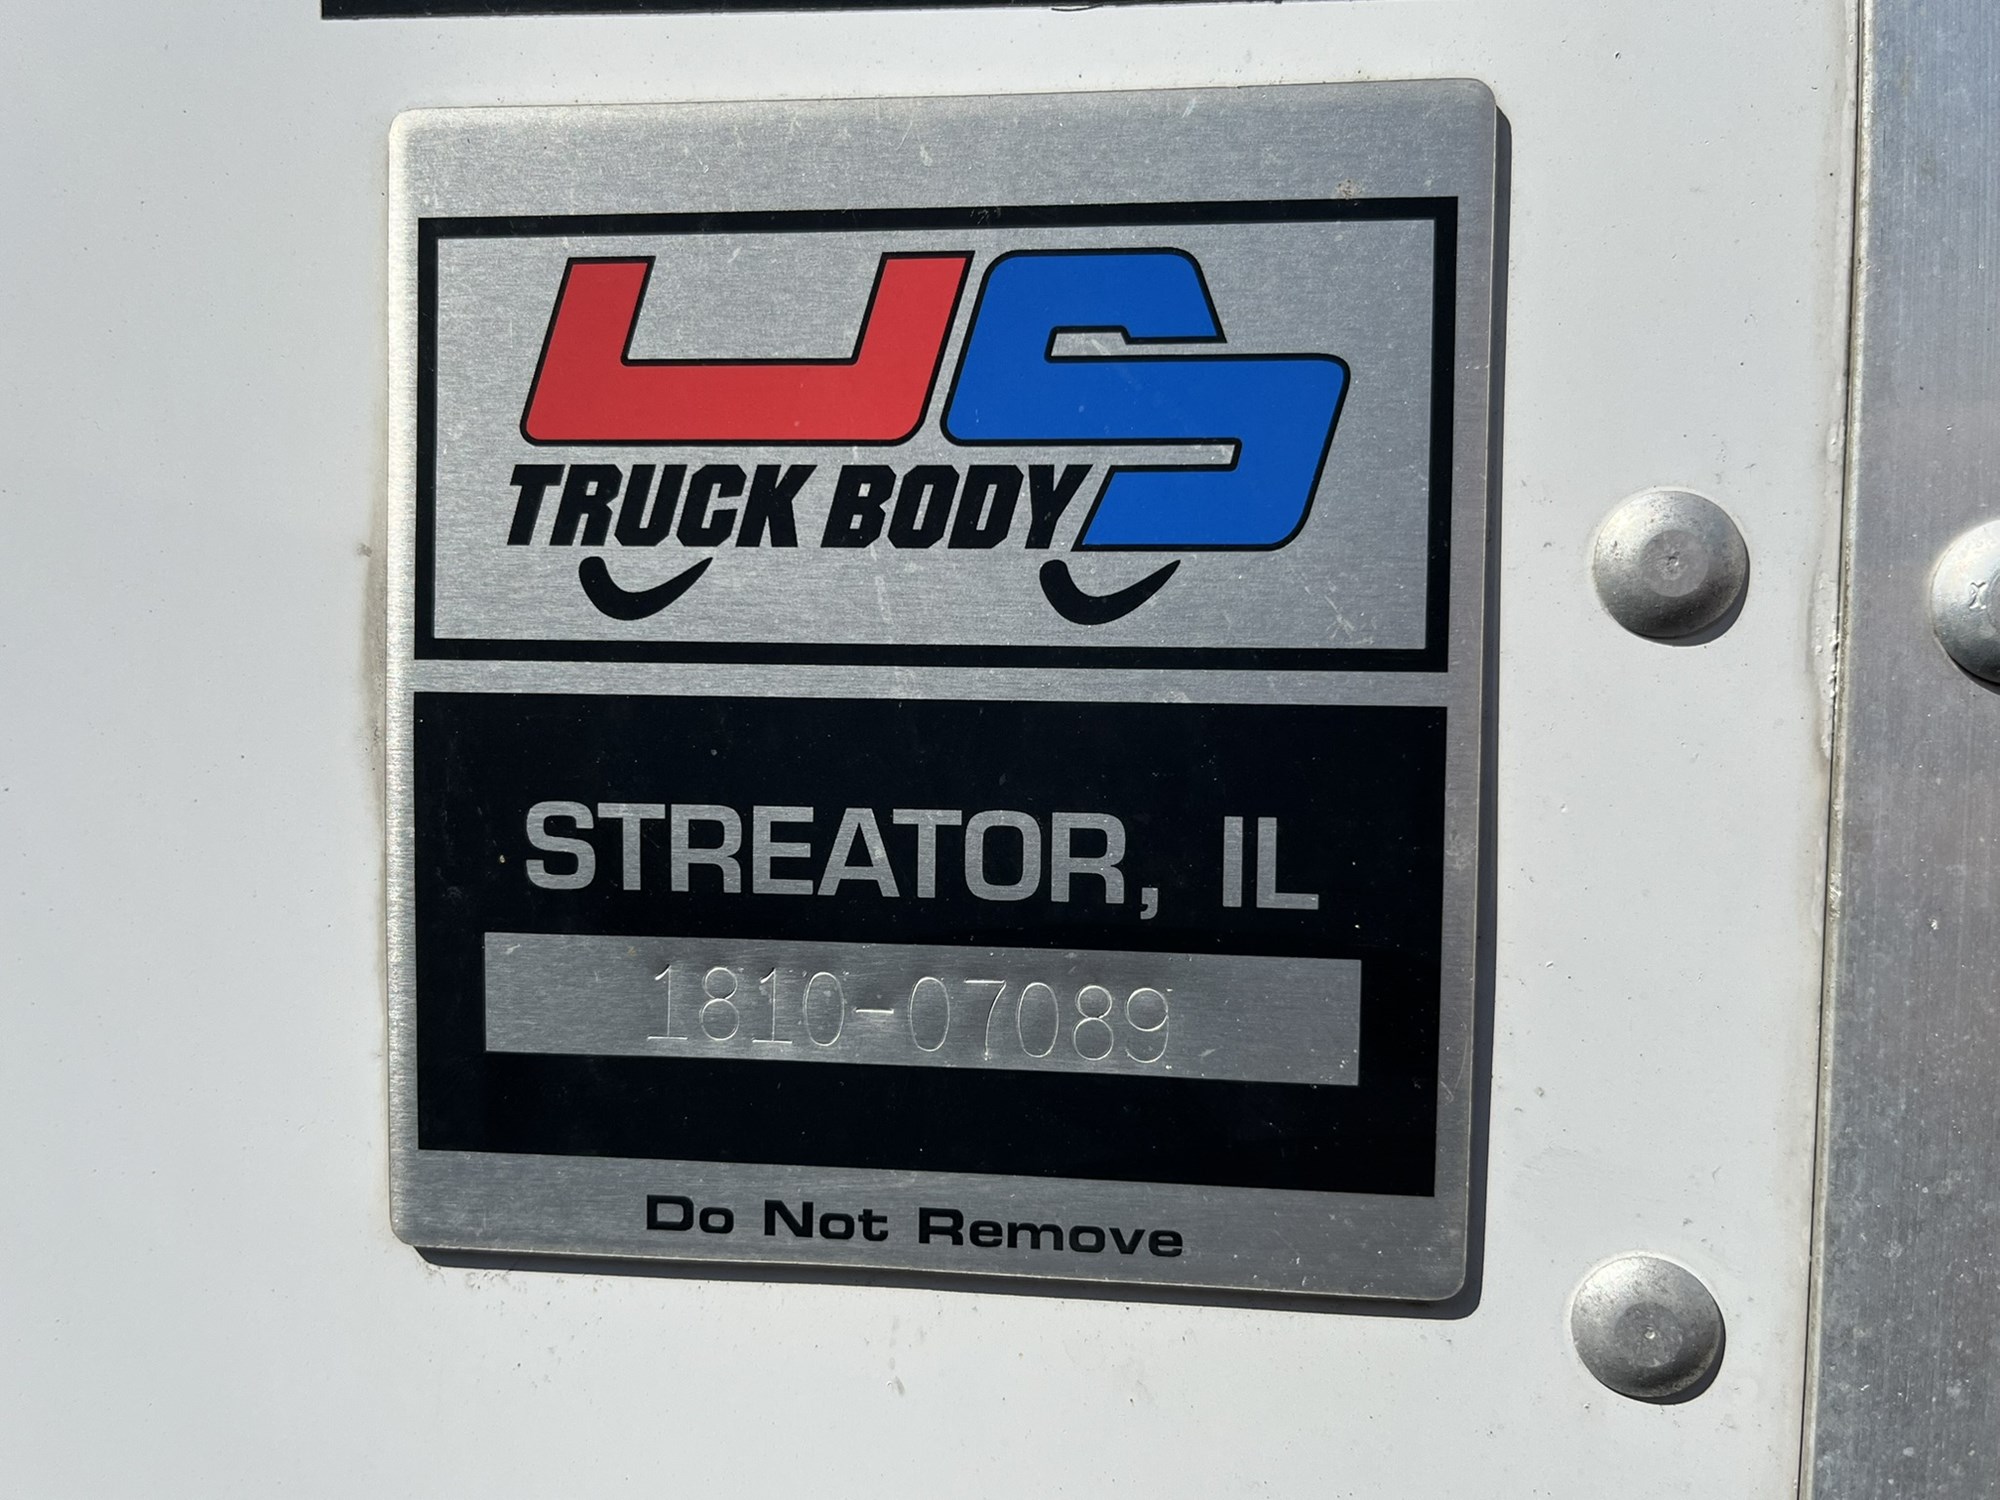 US
TRUCK BODY
STREATOR, IL
1810-07089
Do Not Remove